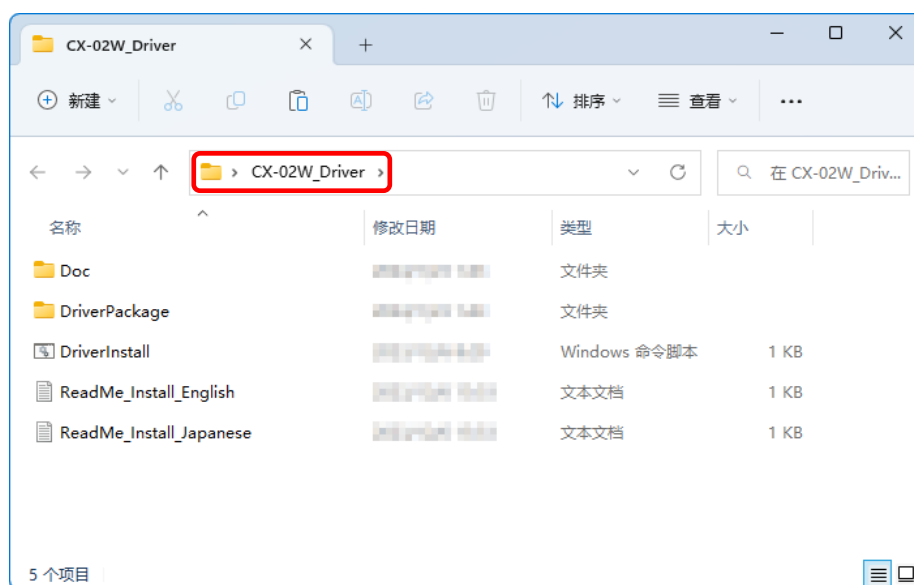 CX-02W_Driver
新建 排序 查看
CX-02W_Driver 在 CX-02W_Driv...
名称 修改日期 类型 大小
Doc 文件夹
DriverPackage 文件夹
DriverInstall Windows 命令脚本 1 KB
ReadMe_Install_English 文本文档 1 KB
ReadMe_Install_Japanese 文本文档 1 KB
5 个项目